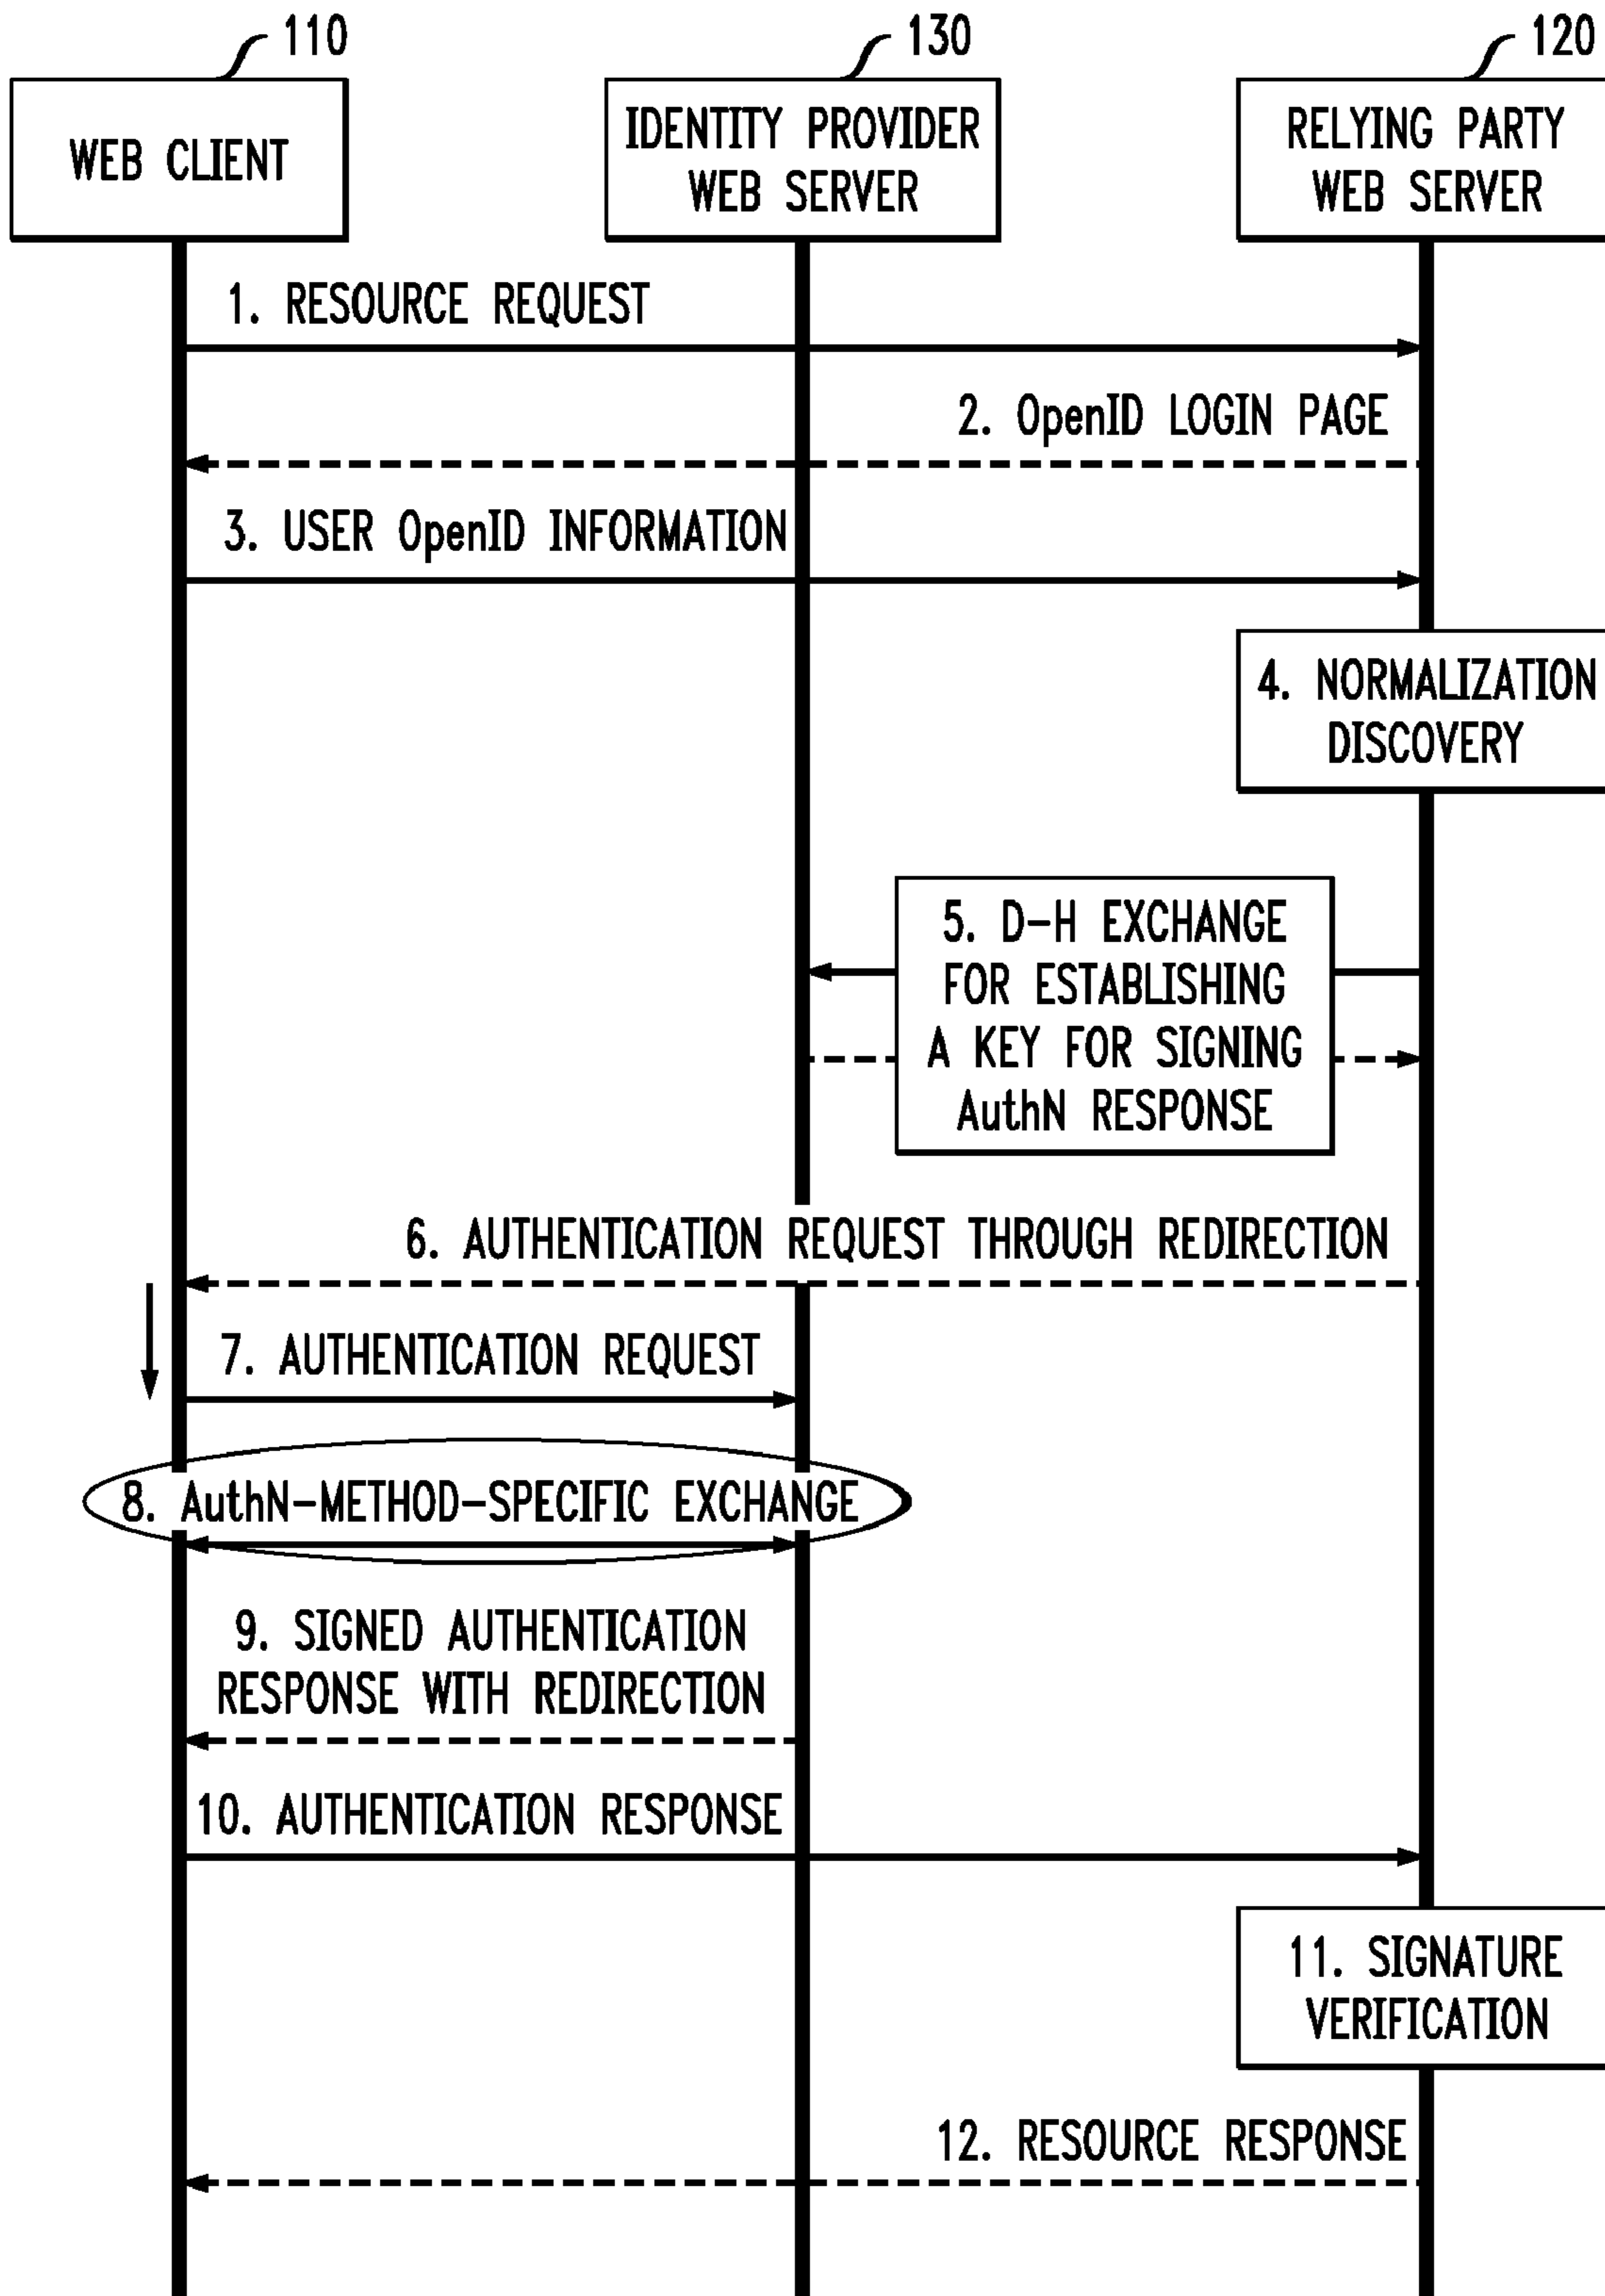 110
130
120
WEB CLIENT
IDENTITY PROVIDER
WEB SERVER
RELYING PARTY
WEB SERVER
1. RESOURCE REQUEST
2. OpenID LOGIN PAGE
3. USER OpenID INFORMATION
4. NORMALIZATION
DISCOVERY
5. D-H EXCHANGE
FOR ESTABLISHING
A KEY FOR SIGNING
AuthN RESPONSE
6. AUTHENTICATION REQUEST THROUGH REDIRECTION
7. AUTHENTICATION REQUEST
8. AuthN-METHOD-SPECIFIC EXCHANGE
9. SIGNED AUTHENTICATION
RESPONSE WITH REDIRECTION
10. AUTHENTICATION RESPONSE
11. SIGNATURE
VERIFICATION
12. RESOURCE RESPONSE